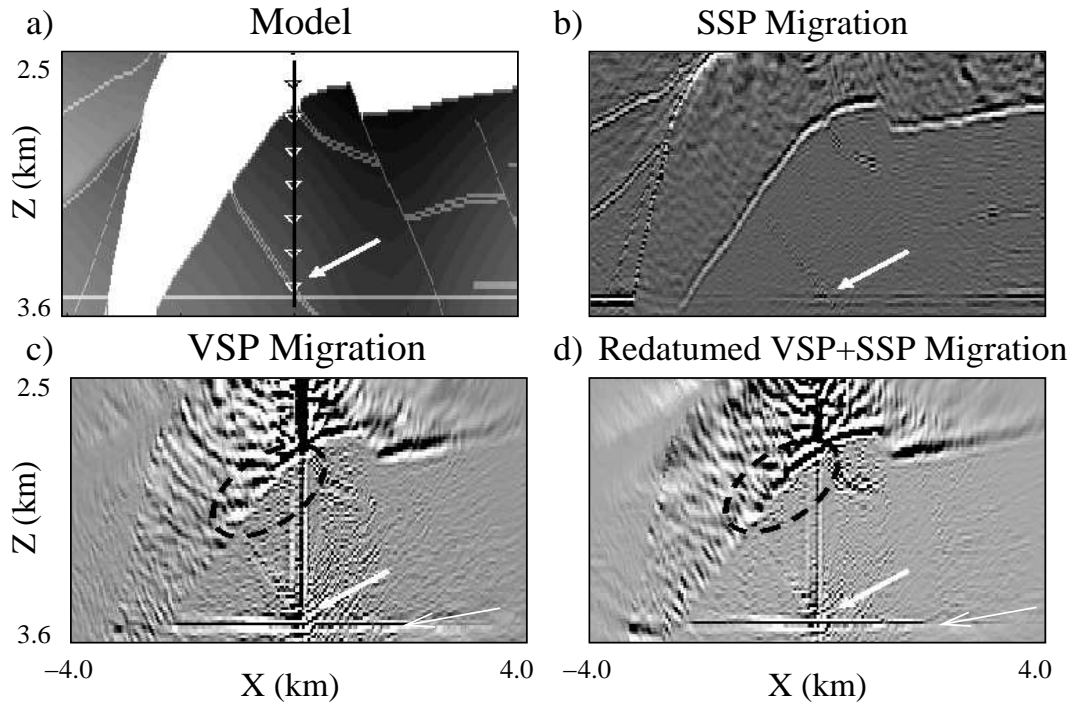 a) Model
b) SSP Migration
2.5
Z (km)
3.6
c) VSP Migration
d) Redatumed VSP+SSP Migration
2.5
Z (km)
3.6
−4.0 4.0
X (km)
−4.0 4.0
X (km)